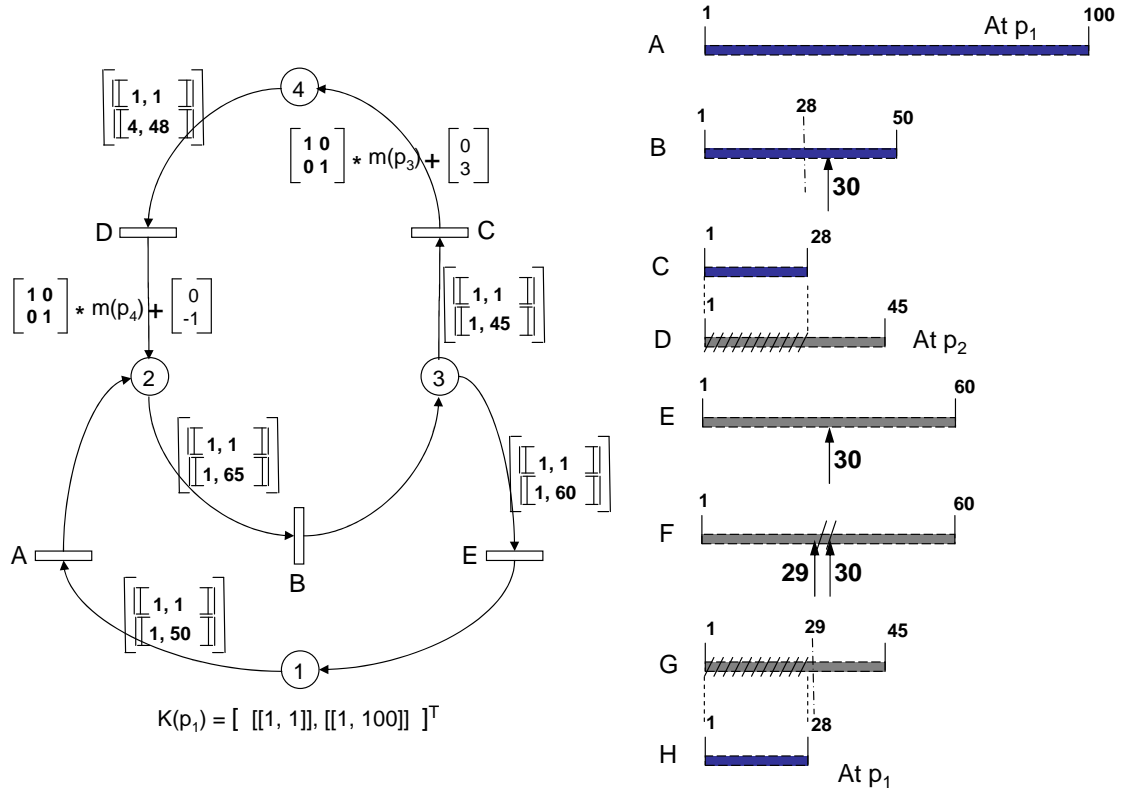 4
[ 1, 1 ]
[ 4, 48 ]
1 0
0 1
* m(p3) +
0
3
D
C
1 0
0 1
* m(p4) +
0
-1
[ 1, 1 ]
[ 1, 45 ]
2
3
[ 1, 1 ]
[ 1, 65 ]
[ 1, 1 ]
[ 1, 60 ]
A
B
E
[ 1, 1 ]
[ 1, 50 ]
1
K(p1) = [ [[1, 1]], [[1, 100]] ]T
1
At p1
100
A
1
28
50
B
30
1
28
C
1
45
D
At p2
1
60
E
30
1
60
F
29
30
1
29
45
G
1
28
H
At p1